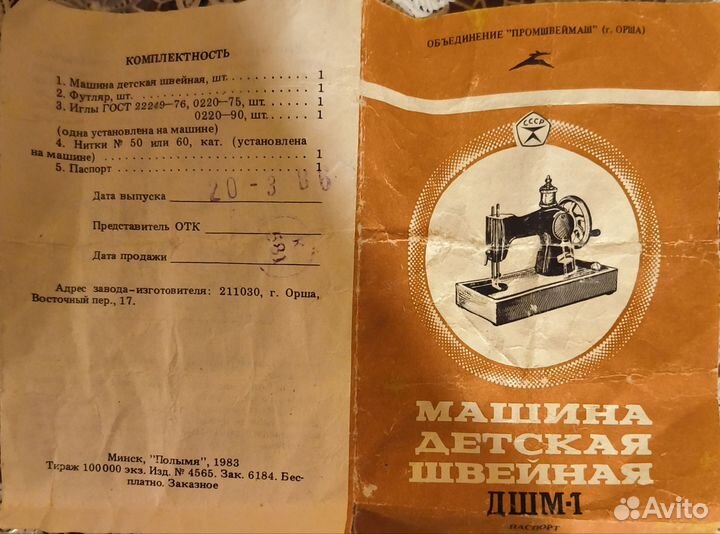 КОМПЛЕКТНОСТЬ
1. Машина детская швейная, шт. 1
2. Футляр, шт. 1
3. Иглы ГОСТ 22249—76, 0220—75, шт. 1
0220—90, шт. 1
(одна установлена на машине)
4. Нитки № 50 или 60, кат. (установлена
на машине) 1
5. Паспорт 1
Дата выпуска 20-3 86
Представитель ОТК
Дата продажи
Адрес завода-изготовителя: 211030, г. Орша,
Восточный пер., 17.
Минск, "Полымя", 1983
Тираж 100000 экз. Изд. № 4565. Зак. 6184. Бес-
платно. Заказное
ОБЪЕДИНЕНИЕ "ПРОМШВЕЙМАШ" (г. ОРША)
СССР
МАШИНА
ДЕТСКАЯ
ШВЕЙНАЯ
ДШМ-1
ПАСПОРТ
Avito